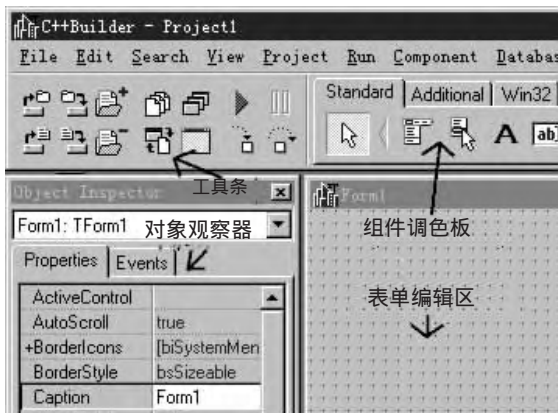 C++Builder - Project1
File Edit Search View Project Run Component Databas
Standard Additional Win32
A ab
工具条
Object Inspector
Form1
Form1: TForm1
对象观察器
组件调色板
Properties Events
表单编辑区
ActiveControl
AutoScroll true
+BorderIcons [biSystemMen
BorderStyle bsSizeable
Caption Form1